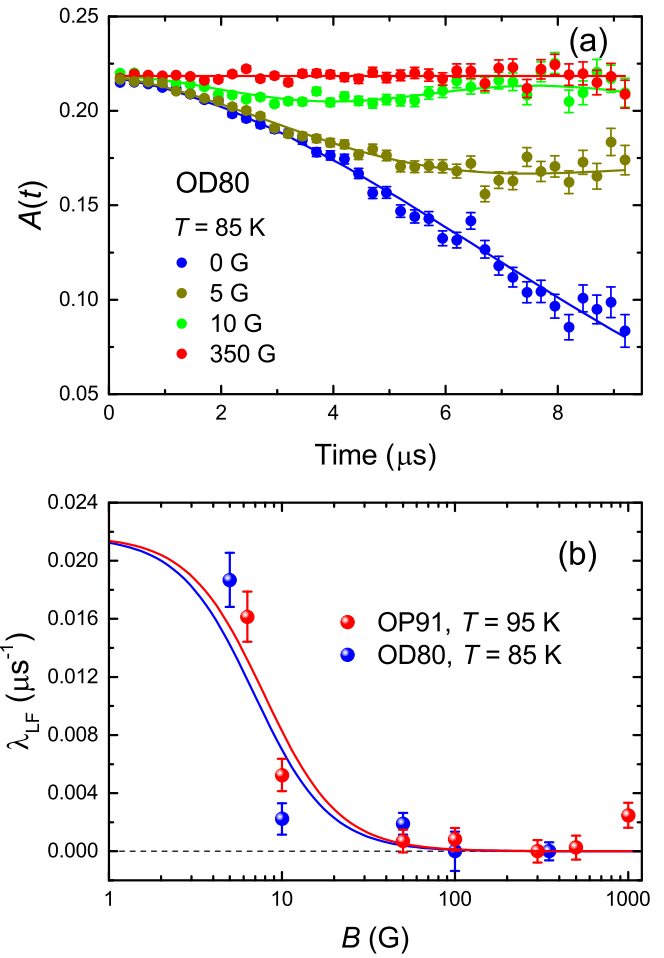 (a)
0.25
0.20
0.15
0.10
0.05
A(t)
OD80
T = 85 K
0 G
5 G
10 G
350 G
0 2 4 6 8
Time (μs)
(b)
0.024
0.020
0.016
0.012
0.008
0.004
0.000
λLF (μs-1)
OP91, T = 95 K
OD80, T = 85 K
1 10 100 1000
B (G)